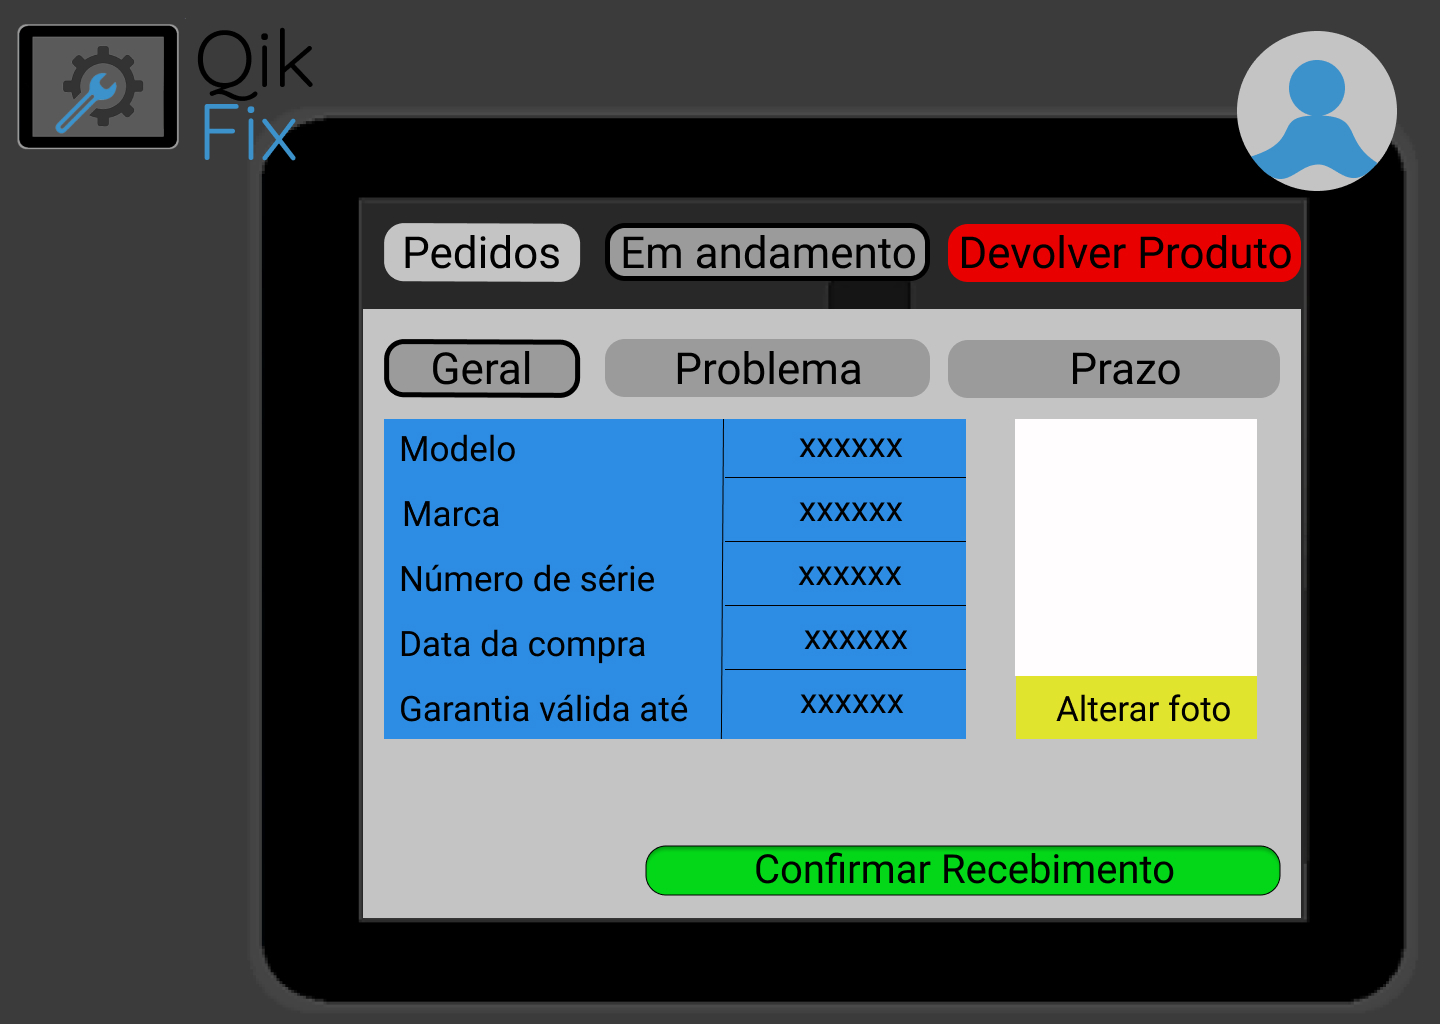 Qik
Fix
Pedidos
Em andamento
Devolver Produto
Geral
Problema
Prazo
Modelo
xxxxxx
Marca
xxxxxx
Número de série
xxxxxx
Data da compra
xxxxxx
Garantia válida até
xxxxxx
Alterar foto
Confirmar Recebimento